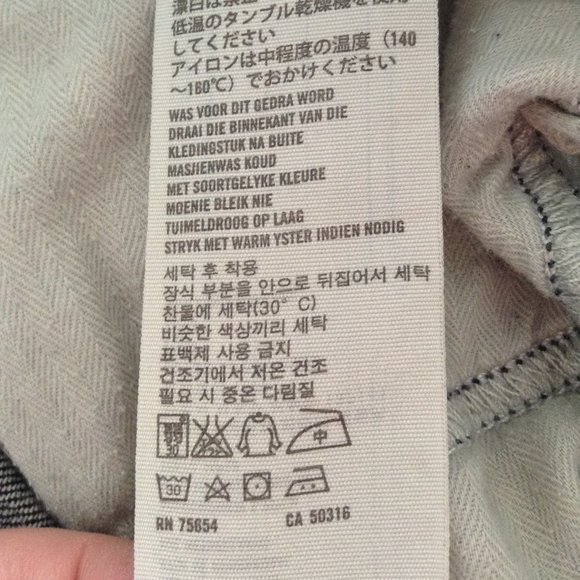 漂白は禁止
低温のタンブル乾燥機を使用
してください
アイロンは中程度の温度（140
～180℃）でおかけください
WAS VOOR DIT GEDRA WORD
DRAAI DIE BINNEKANT VAN DIE
KLEDINGSTUK NA BUITE
MASJIENWAS KOUD
MET SOORTGELYKE KLEURE
MOENIE BLEIK NIE
TUIMELDROOG OP LAAG
STRYK MET WARM YSTER INDIEN NODIG
세탁 후 착용
장식 부분을 안으로 뒤집어서 세탁
찬물에 세탁(30°C)
비슷한 색상끼리 세탁
표백제 사용 금지
건조기에서 저온 건조
필요 시 중온 다림질
30 中
30
RN 75654 CA 50316